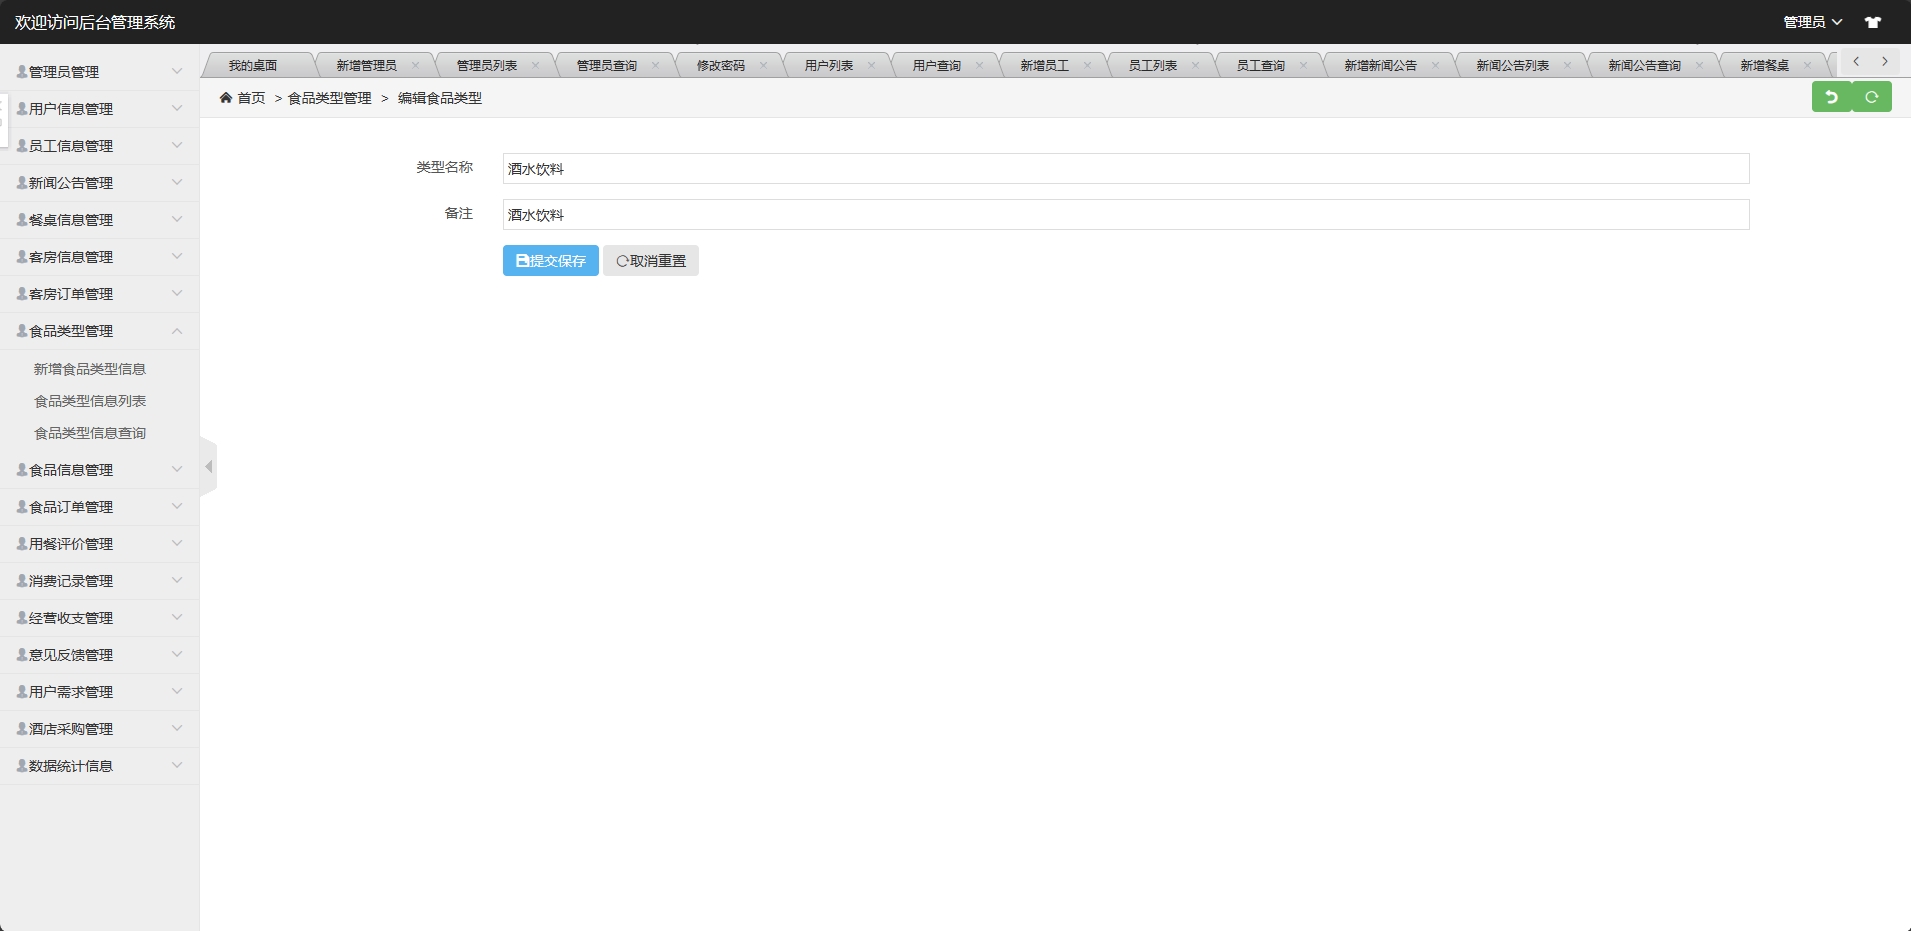 欢迎访问后台管理系统
管理员
我的桌面 新增管理员 管理员列表 管理员查询 修改密码 用户列表 用户查询 新增员工 员工列表 员工查询 新增新闻公告 新闻公告列表 新闻公告查询 新增餐桌
首页 > 食品类型管理 > 编辑食品类型
管理员管理
用户信息管理
员工信息管理
新闻公告管理
餐桌信息管理
客房信息管理
客房订单管理
食品类型管理
新增食品类型信息
食品类型信息列表
食品类型信息查询
食品信息管理
食品订单管理
用餐评价管理
消费记录管理
经营收支管理
意见反馈管理
用户需求管理
酒店采购管理
数据统计信息
类型名称 酒水饮料
备注 酒水饮料
提交保存 取消重置